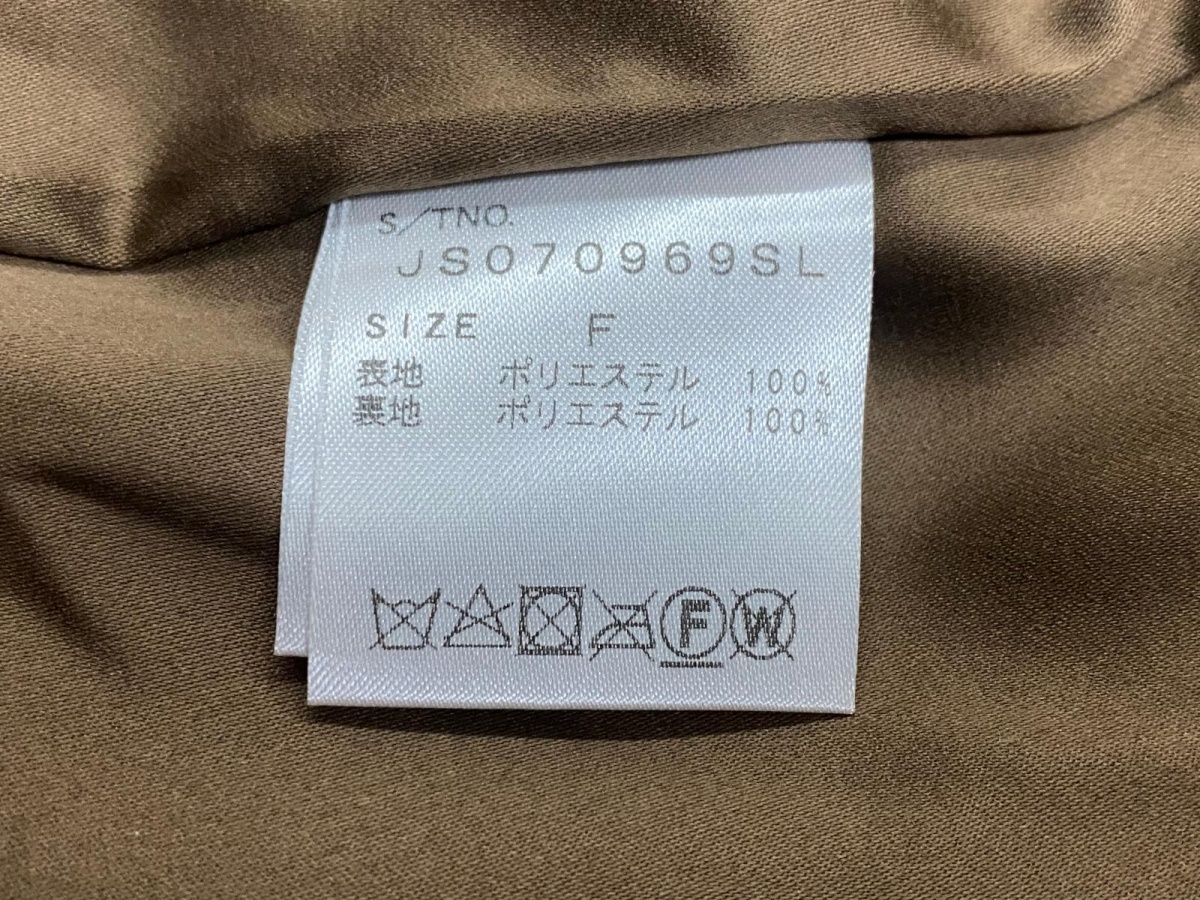 S/TNO.
JS070969SL
SIZE F
表地 ポリエステル 100%
裏地 ポリエステル 100%
F W